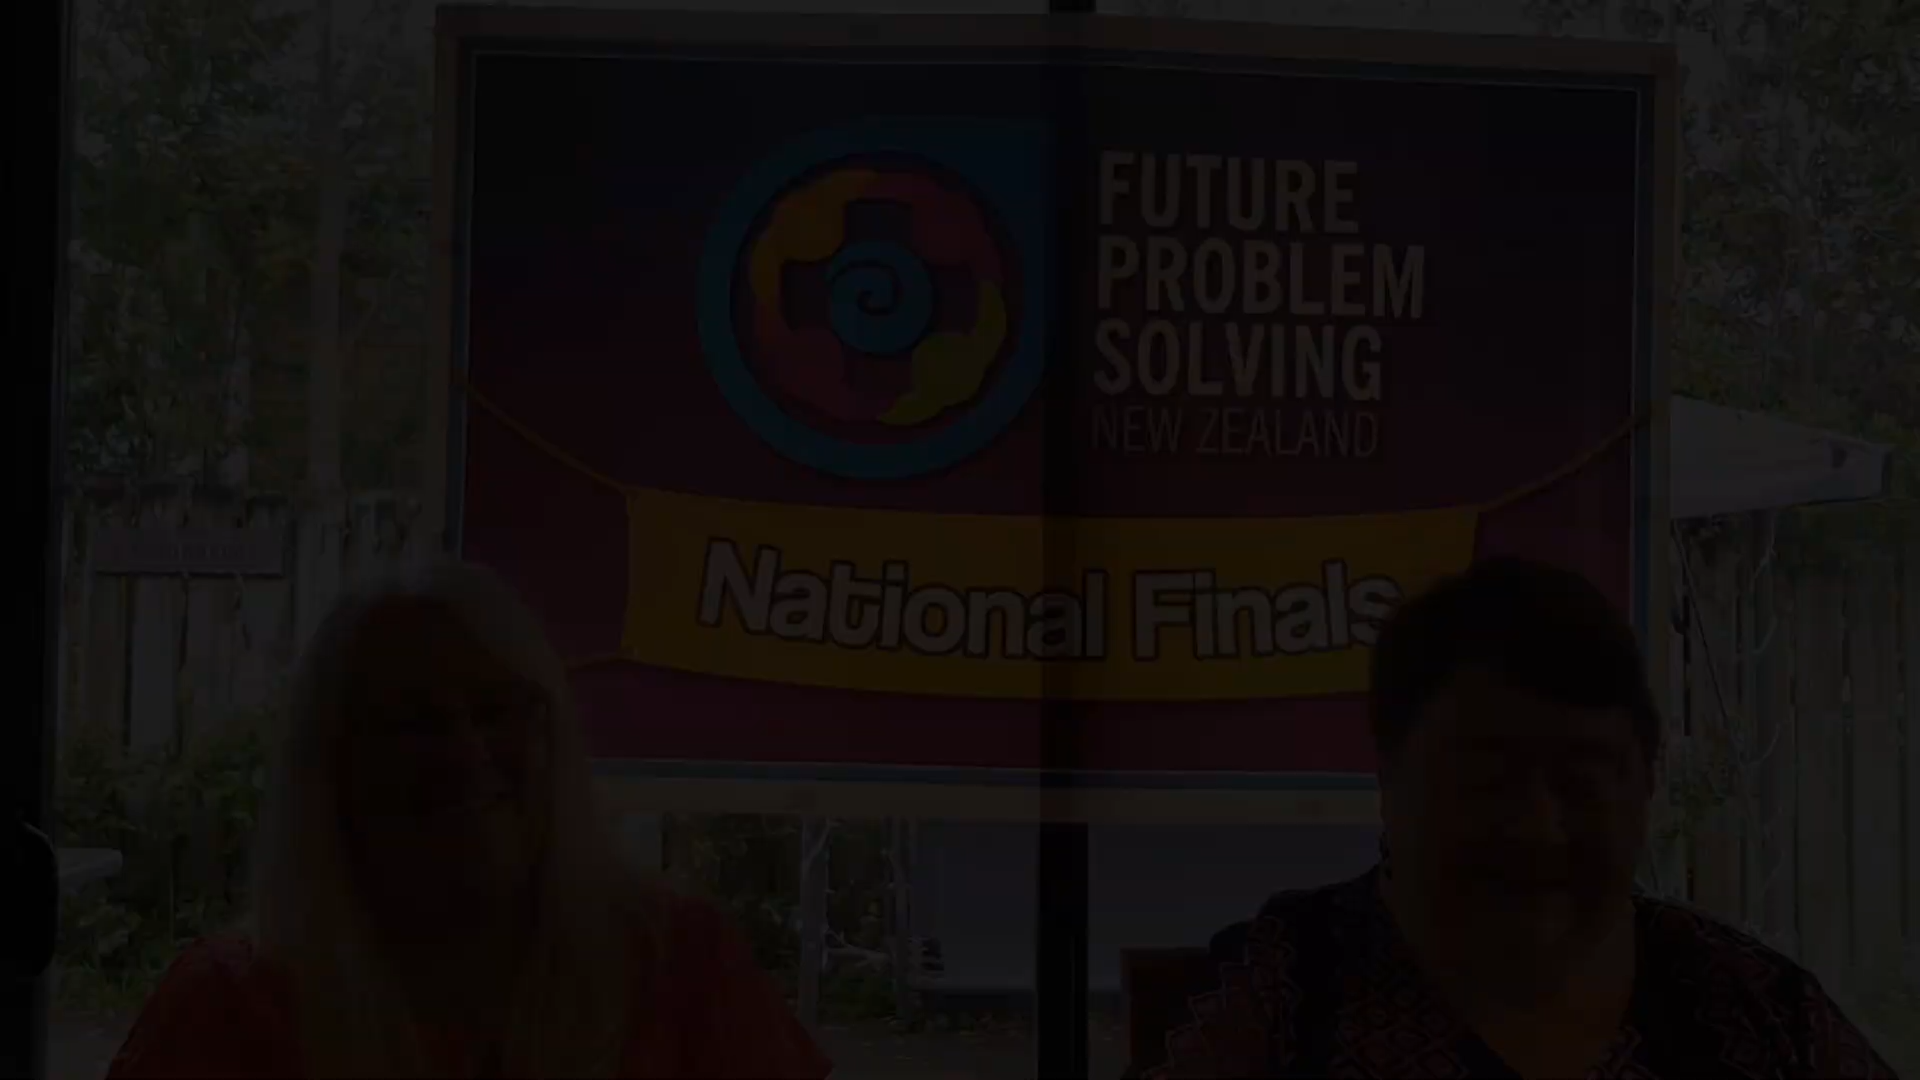 FUTURE
PROBLEM
SOLVING
NEW ZEALAND
National Finals